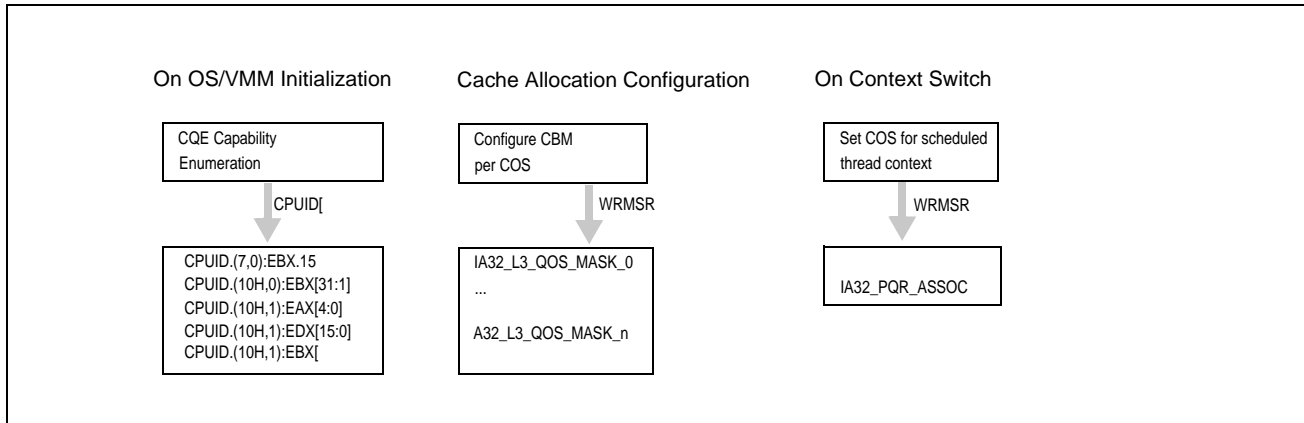 On OS/VMM Initialization
CQE Capability
Enumeration
CPUID[
CPUID.(7,0):EBX.15
CPUID.(10H,0):EBX[31:1]
CPUID.(10H,1):EAX[4:0]
CPUID.(10H,1):EDX[15:0]
CPUID.(10H,1):EBX[
Cache Allocation Configuration
Configure CBM
per COS
WRMSR
IA32_L3_QOS_MASK_0
...
A32_L3_QOS_MASK_n
On Context Switch
Set COS for scheduled
thread context
WRMSR
IA32_PQR_ASSOC